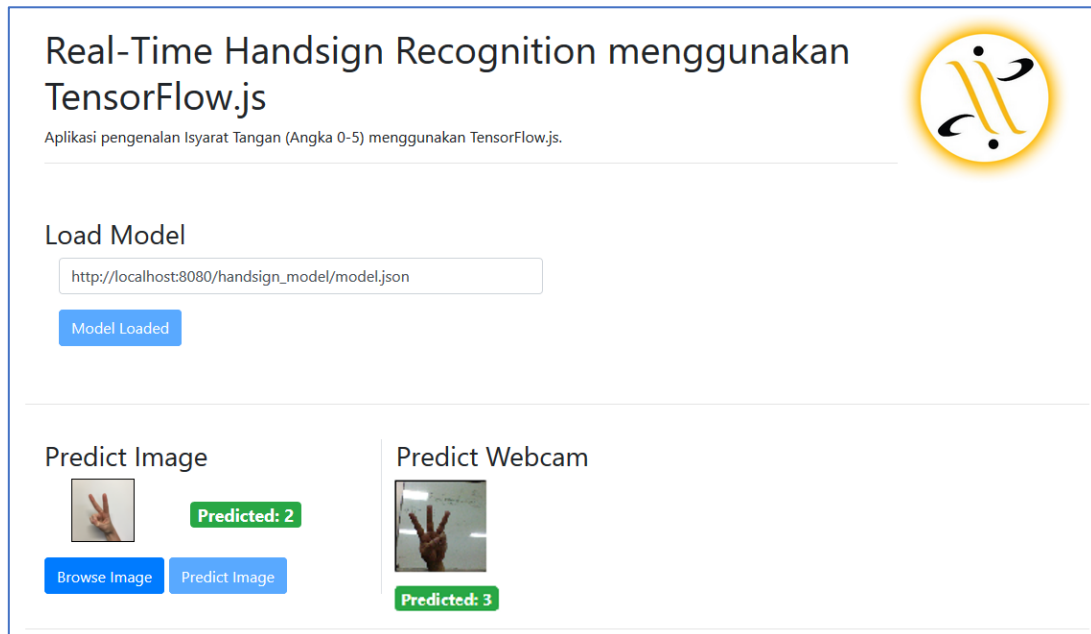 Real-Time Handsign Recognition menggunakan
TensorFlow.js
Aplikasi pengenalan Isyarat Tangan (Angka 0-5) menggunakan TensorFlow.js.
Load Model
http://localhost:8080/handsign_model/model.json
Model Loaded
Predict Image
Predicted: 2
Browse Image
Predict Image
Predict Webcam
Predicted: 3